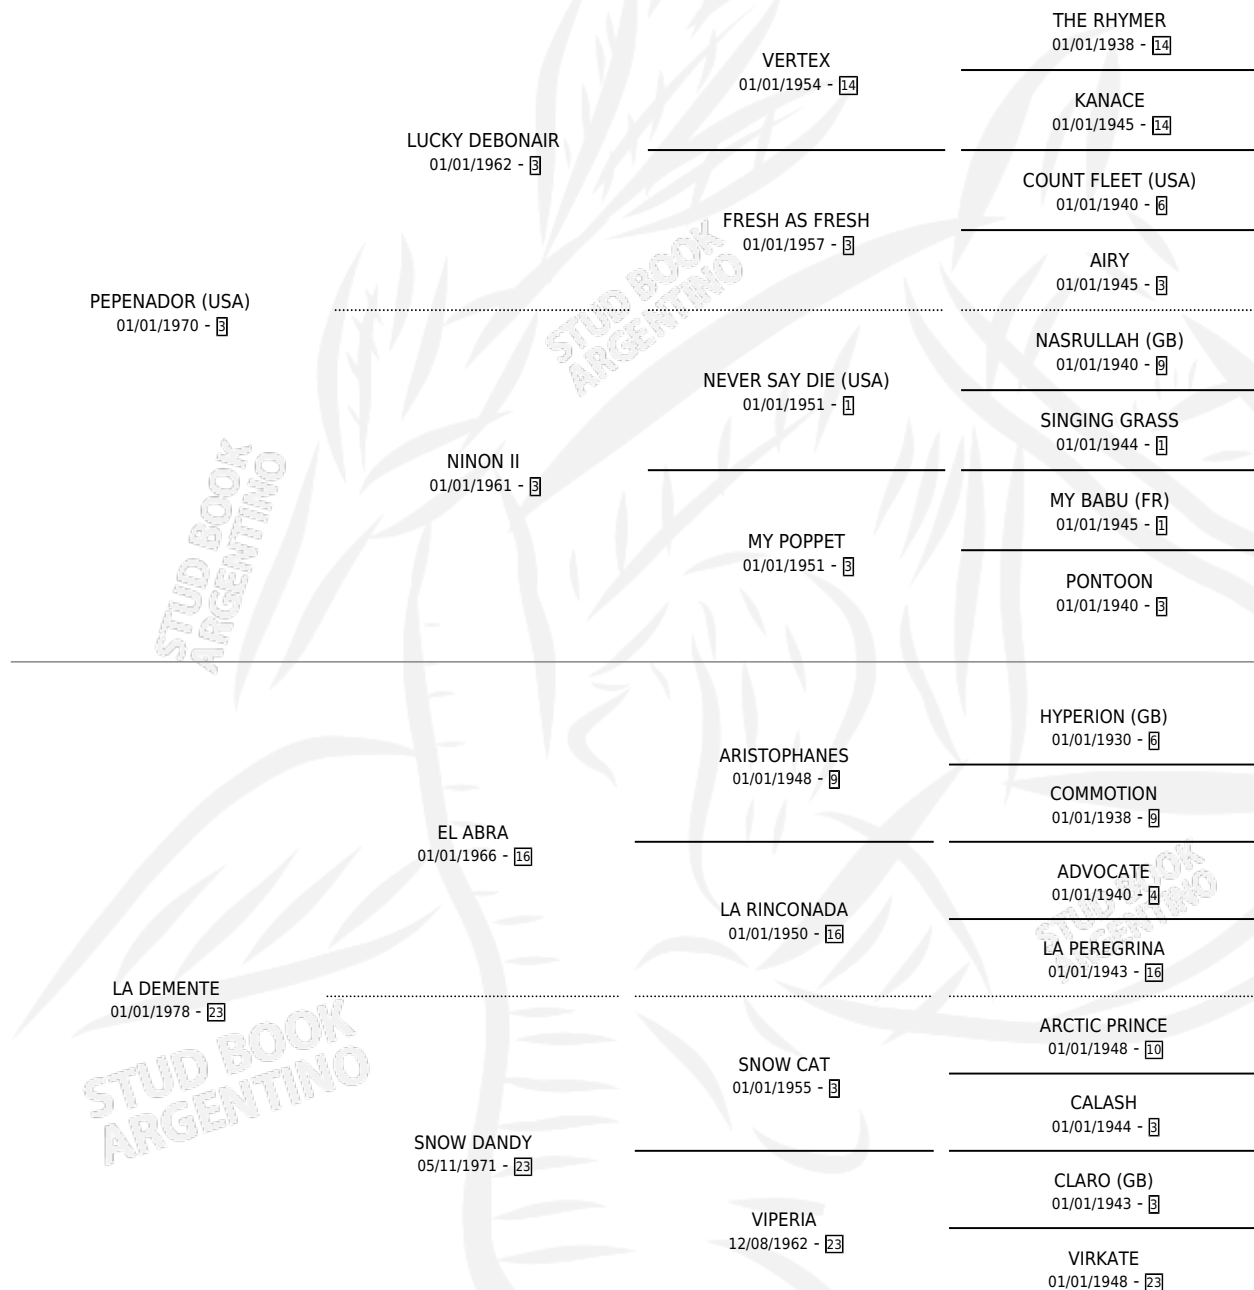 THE RHYMER
01/01/1938 - 14
VERTEX
01/01/1954 - 14
KANACE
01/01/1945 - 14
LUCKY DEBONAIR
01/01/1962 - 3
COUNT FLEET (USA)
01/01/1940 - 6
FRESH AS FRESH
01/01/1957 - 3
AIRY
01/01/1945 - 3
PEPENADOR (USA)
01/01/1970 - 3
NASRULLAH (GB)
01/01/1940 - 9
NEVER SAY DIE (USA)
01/01/1951 - 1
SINGING GRASS
01/01/1944 - 1
NINON II
01/01/1961 - 3
MY BABU (FR)
01/01/1945 - 1
MY POPPET
01/01/1951 - 3
PONTOON
01/01/1940 - 3
HYPERION (GB)
01/01/1930 - 6
ARISTOPHANES
01/01/1948 - 9
COMMOTION
01/01/1938 - 9
EL ABRA
01/01/1966 - 16
ADVOCATE
01/01/1940 - 4
LA RINCONADA
01/01/1950 - 16
LA PEREGRINA
01/01/1943 - 16
LA DEMENTE
01/01/1978 - 23
ARCTIC PRINCE
01/01/1948 - 10
SNOW CAT
01/01/1955 - 3
CALASH
01/01/1944 - 3
SNOW DANDY
05/11/1971 - 23
CLARO (GB)
01/01/1943 - 3
VIPERIA
12/08/1962 - 23
VIRKATE
01/01/1948 - 23
STUD BOOK
ARGENTINO
STUD BOOK
ARGENTINO
STUD BOOK
ARGENTINO
STUD BOOK
ARGENTINO